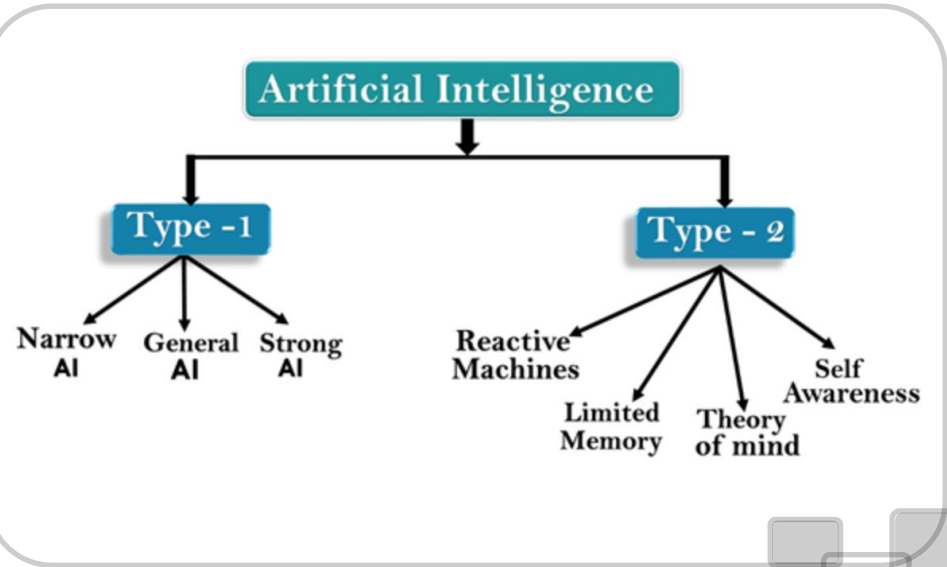 Artificial Intelligence
Type -1
Type - 2
Narrow
AI
General
AI
Strong
AI
Reactive
Machines
Limited
Memory
Theory
of mind
Self
Awareness